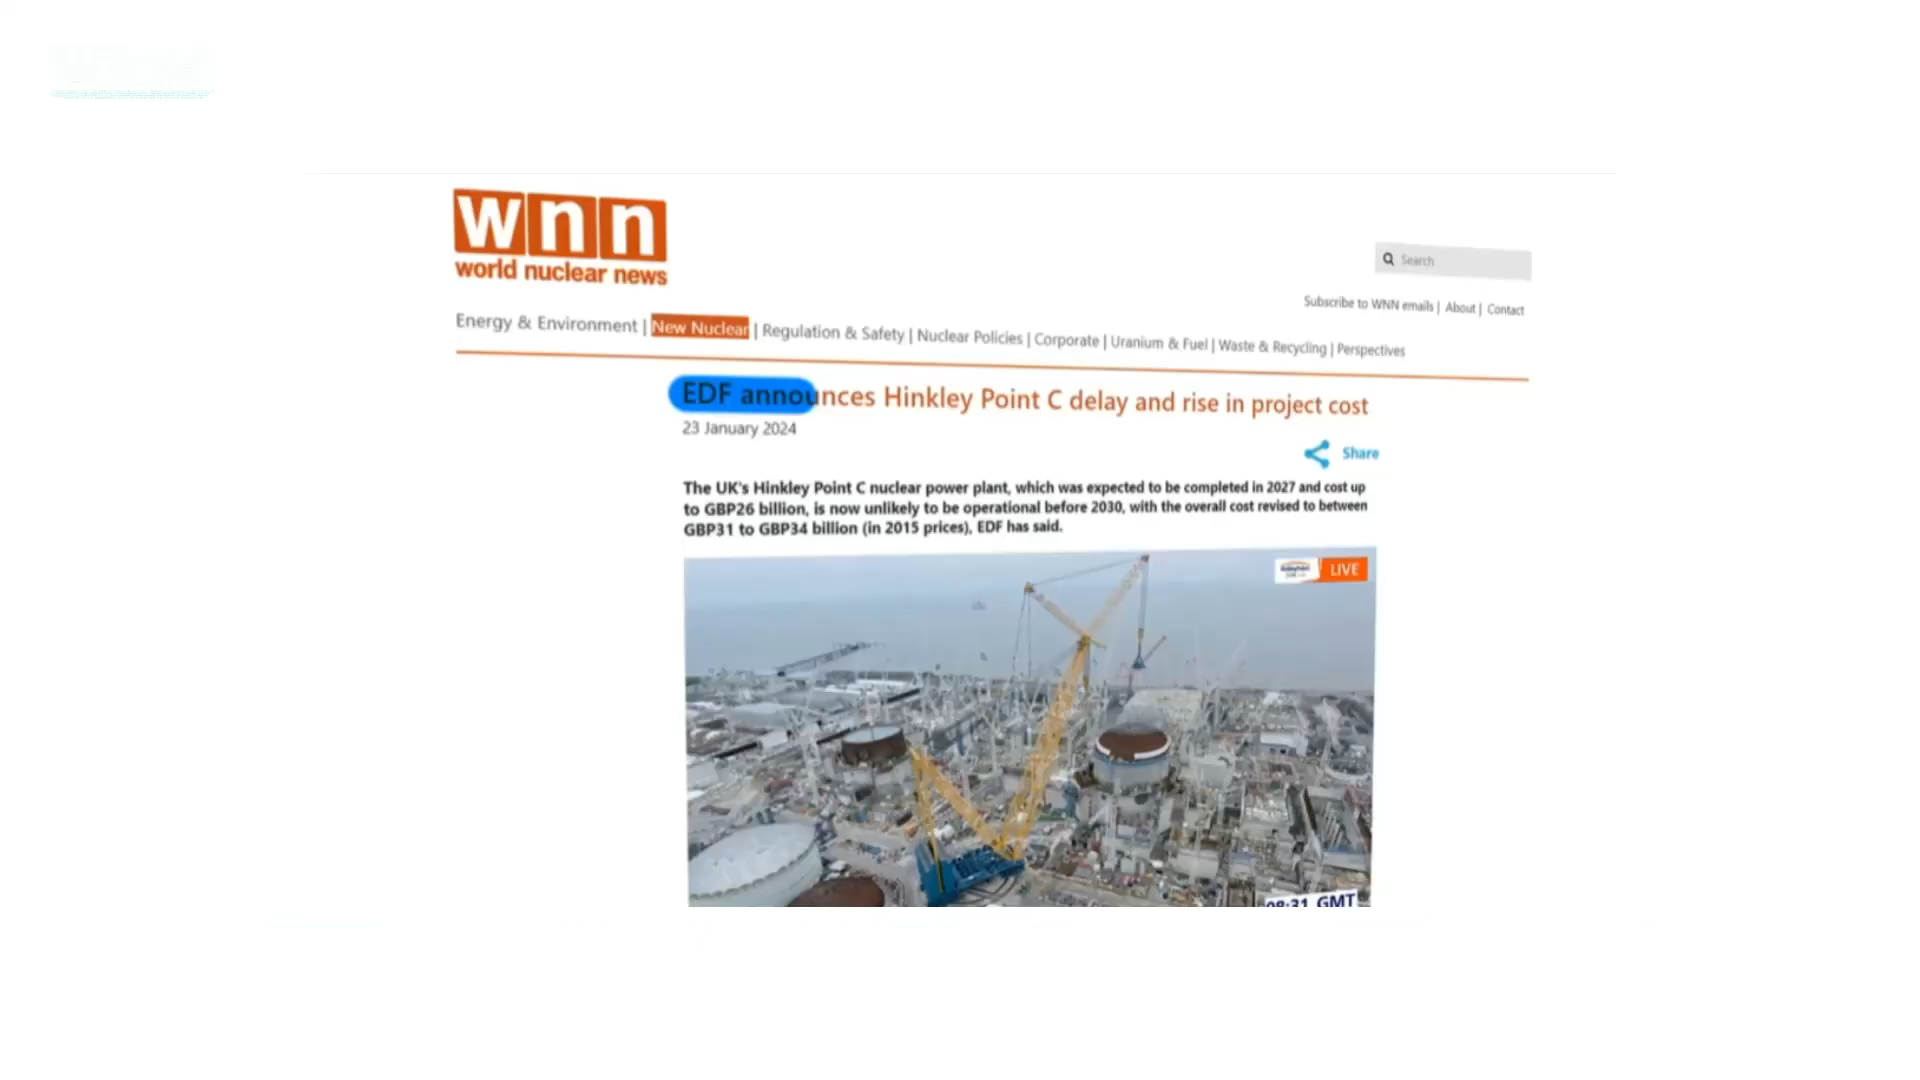 wnn
world nuclear news
Search
Subscribe to WNN emails | About | Contact
Energy & Environment | New Nuclear | Regulation & Safety | Nuclear Policies | Corporate | Uranium & Fuel | Waste & Recycling | Perspectives
EDF announces Hinkley Point C delay and rise in project cost
23 January 2024
Share
The UK's Hinkley Point C nuclear power plant, which was expected to be completed in 2027 and cost up
to GBP26 billion, is now unlikely to be operational before 2030, with the overall cost revised to between
GBP31 to GBP34 billion (in 2015 prices), EDF has said.
LIVE
08:31 GMT